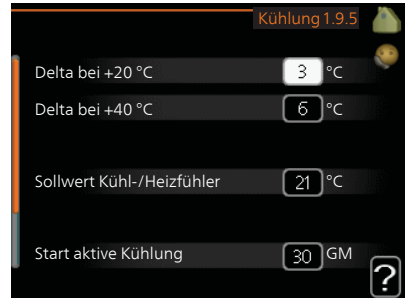 Kühlung 1.9.5
Delta bei +20 °C 3 °C
Delta bei +40 °C 6 °C
Sollwert Kühl-/Heizfühler 21 °C
Start aktive Kühlung 30 GM
?